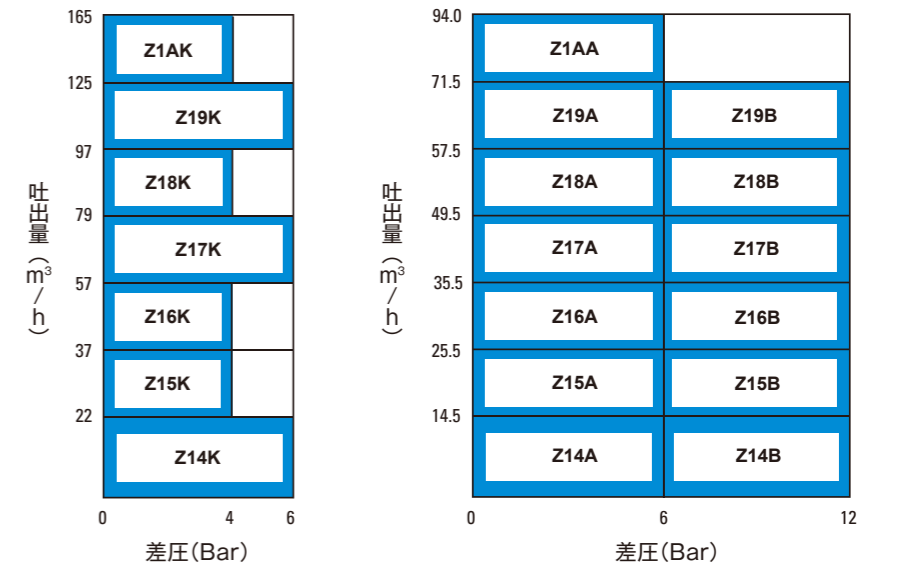 165
Z1AK
125
Z19K
97
Z18K
79
Z17K
57
Z16K
37
Z15K
22
Z14K
0 4 6
差圧(Bar)
吐出量(m³/h)
94.0
Z1AA
71.5
Z19A Z19B
57.5
Z18A Z18B
49.5
Z17A Z17B
35.5
Z16A Z16B
25.5
Z15A Z15B
14.5
Z14A Z14B
0 6 12
差圧(Bar)
吐出量(m³/h)